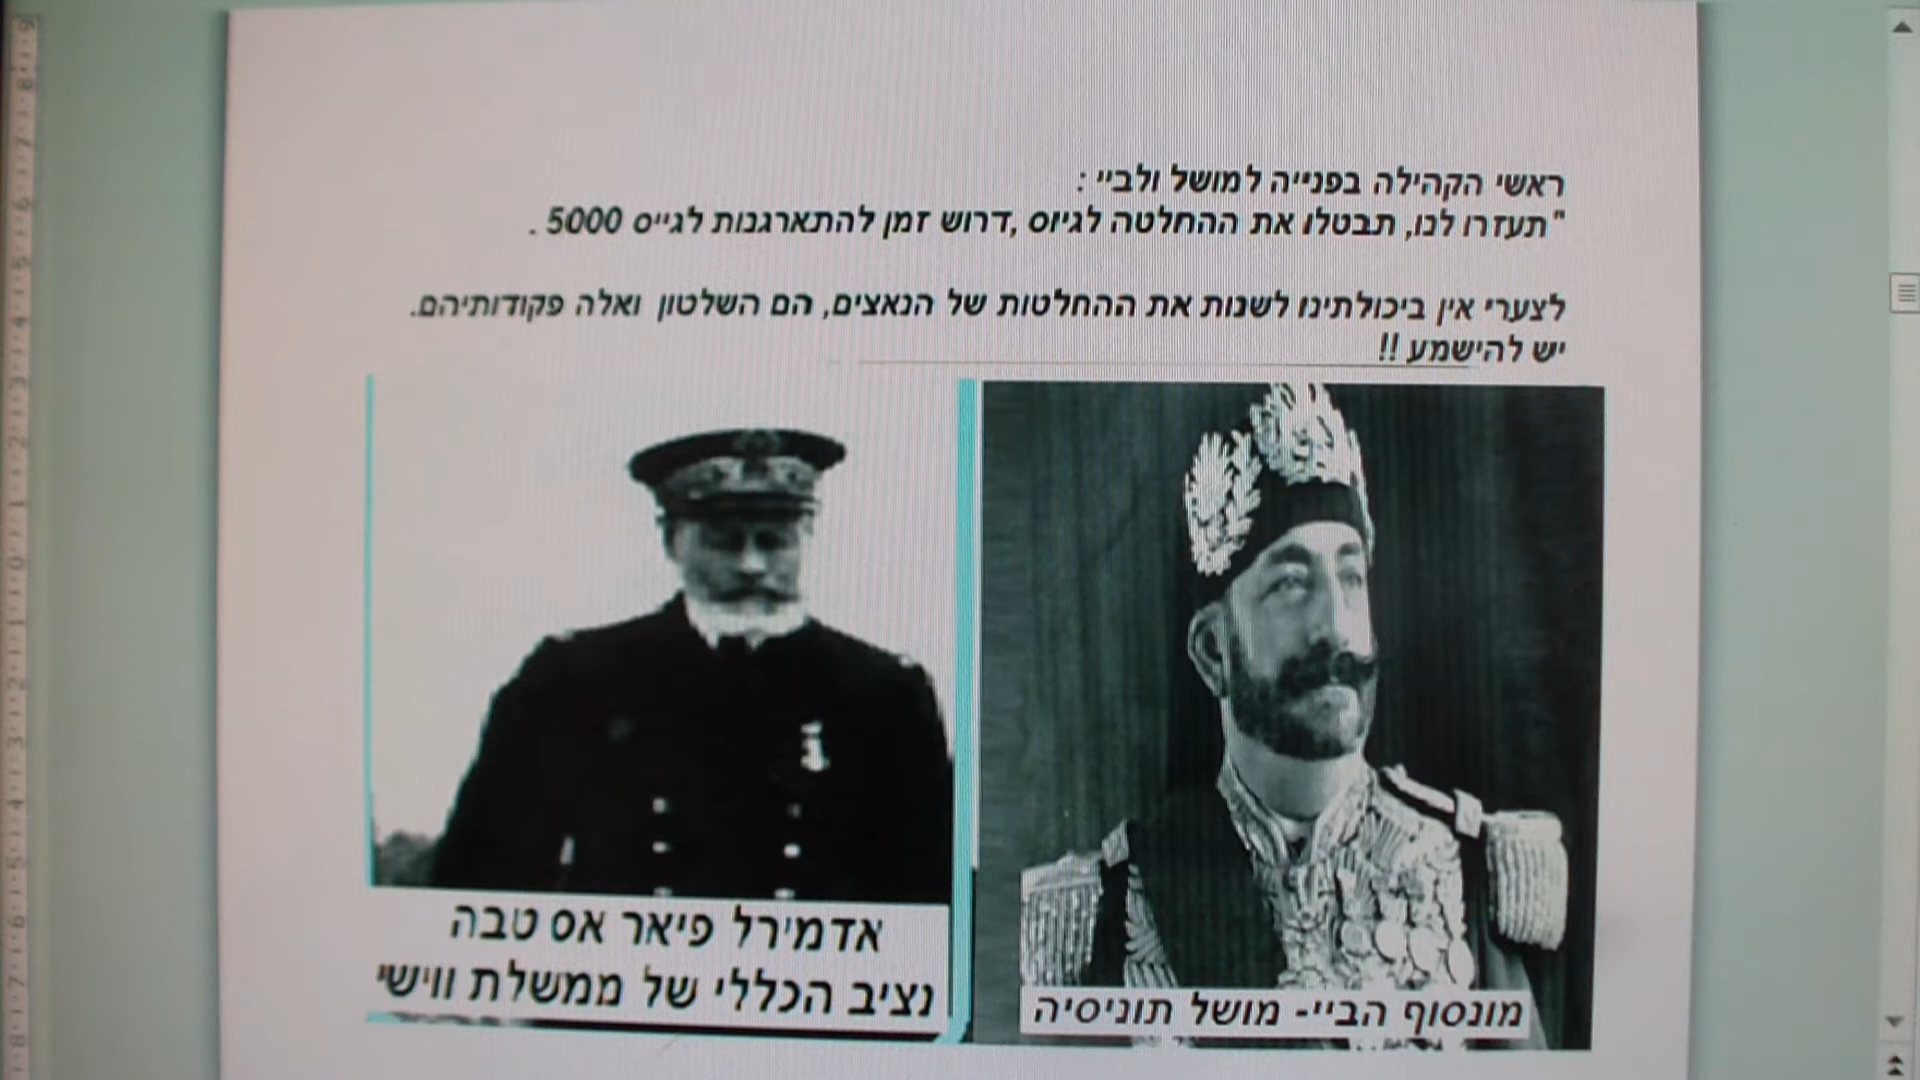 ראשי הקהילה בפנייה למושל ולביי :
"תעזרו לנו, תבטלו את ההחלטה לגיוס ,דרוש זמן להתארגנות לגייס 5000 .
לצערי אין ביכולתינו לשנות את ההחלטות של הנאצים, הם השלטון ואלה פקודותיהם.
יש להישמע !!
אדמירל פיאר אס טבה
נציב הכללי של ממשלת ווישי
מונסוף הביי- מושל תוניסיה